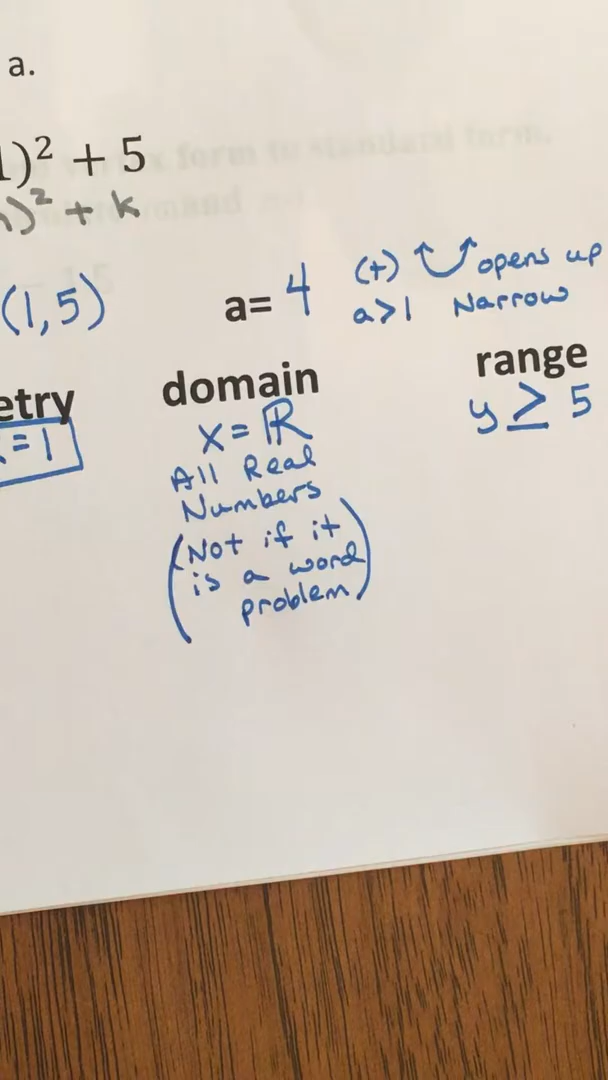 a.
1)² + 5
h)² + k
(1,5)
a= 4
(+) opens up
a>1 Narrow
etry
x = 1
domain
x = ℝ
All Real
Numbers
(Not if it
is a word
problem)
range
y ≥ 5